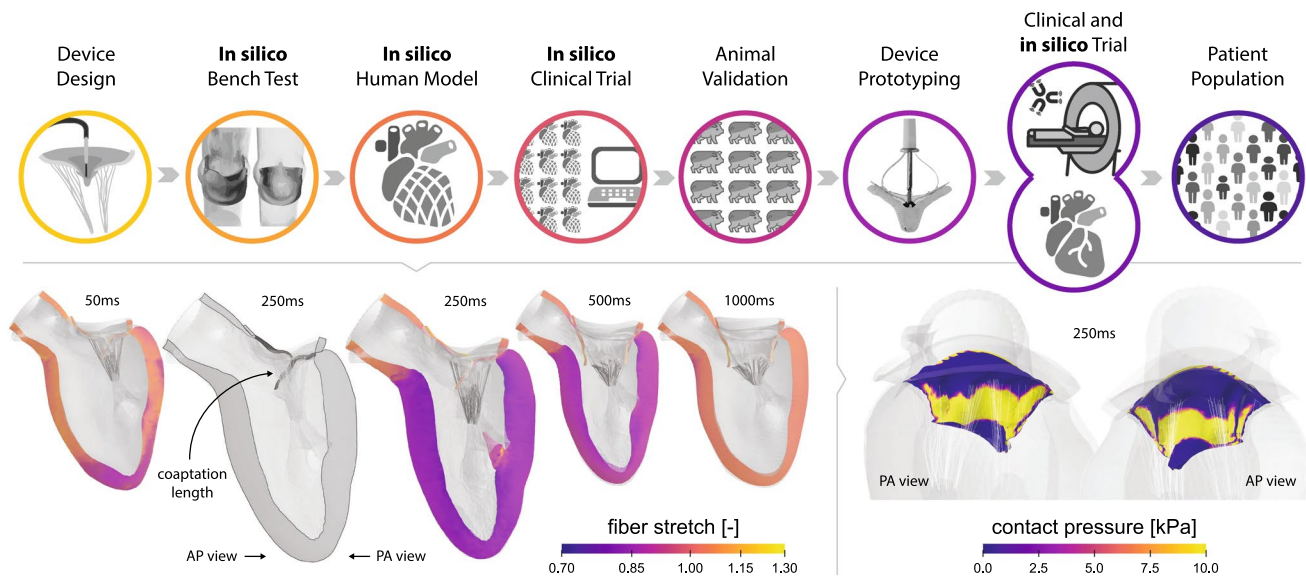 Device
Design
In silico
Bench Test
In silico
Human Model
In silico
Clinical Trial
Animal
Validation
Device
Prototyping
Clinical and
in silico Trial
Patient
Population
50ms
250ms
250ms
500ms
1000ms
250ms
coaptation
length
AP view
PA view
PA view
AP view
fiber stretch [-]
0.70 0.85 1.00 1.15 1.30
contact pressure [kPa]
0.0 2.5 5.0 7.5 10.0